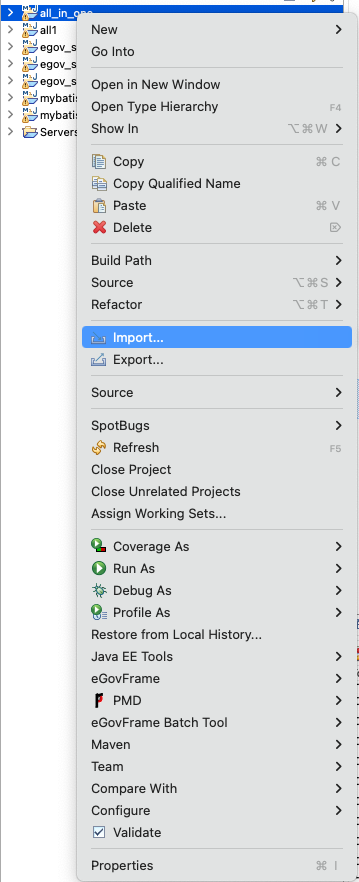 all_in_one
all1
egov_s
egov_s
egov_s
mybatis
mybatis
Servers
New
Go Into
Open in New Window
Open Type Hierarchy F4
Show In ⌥⌘W
Copy ⌘C
Copy Qualified Name
Paste ⌘V
Delete ⌦
Build Path
Source ⌥⌘S
Refactor ⌥⌘T
Import...
Export...
Source
SpotBugs
Refresh F5
Close Project
Close Unrelated Projects
Assign Working Sets...
Coverage As
Run As
Debug As
Profile As
Restore from Local History...
Java EE Tools
eGovFrame
PMD
eGovFrame Batch Tool
Maven
Team
Compare With
Configure
Validate
Properties ⌘I